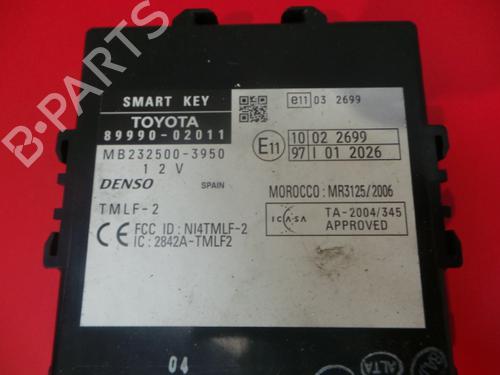 B-PARTS
SMART KEY
TOYOTA
89990-02011
MB232500-3950
12V
DENSO SPAIN
TMLF-2
CE FCC ID : NI4TMLF-2
IC : 2842A-TMLF2
e11 03 2699
E11 10 02 2699
97 I 01 2026
MOROCCO : MR3125/2006
ICASA TA-2004/345
APPROVED
04
ALTA